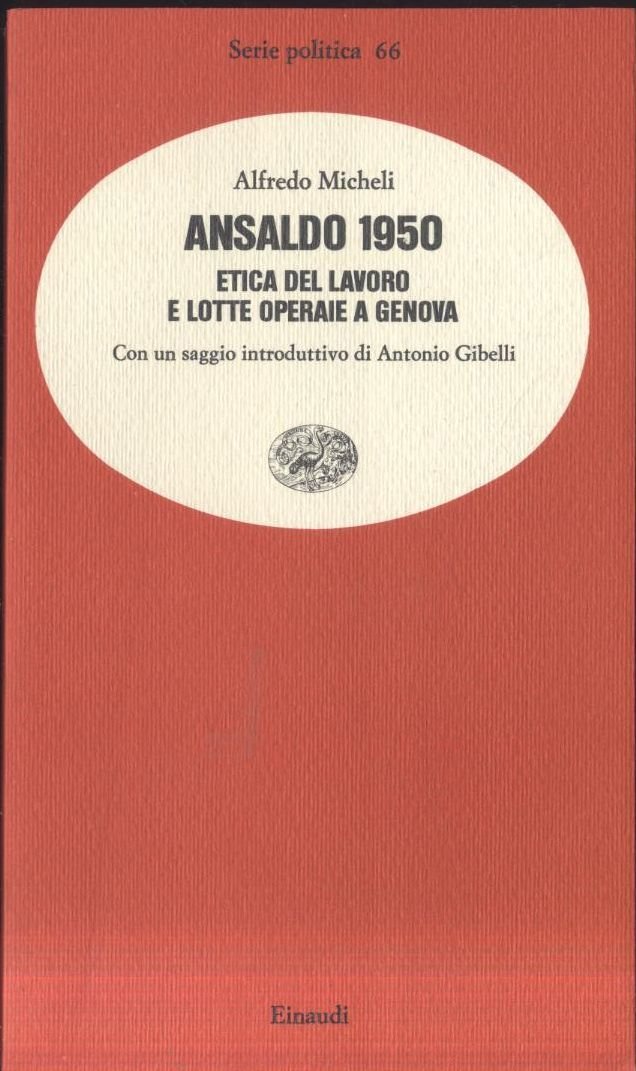 Serie politica 66
Alfredo Micheli
ANSALDO 1950
ETICA DEL LAVORO
E LOTTE OPERAIE A GENOVA
Con un saggio introduttivo di Antonio Gibelli
Einaudi